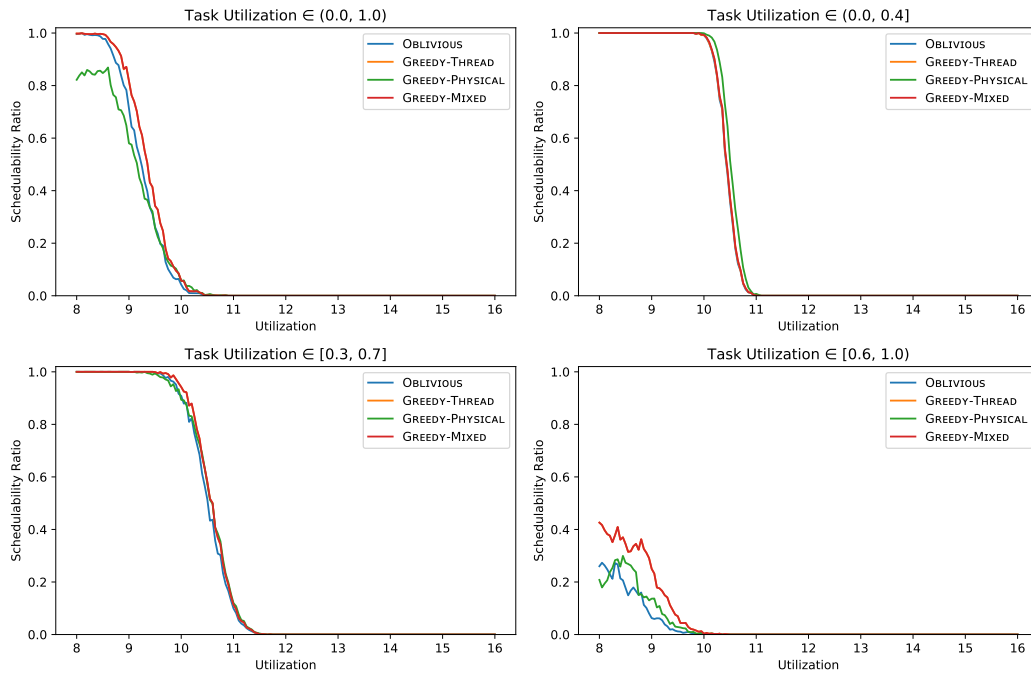 Task Utilization ∈ (0.0, 1.0)
1.0
0.8
0.6
0.4
0.2
0.0
Schedulability Ratio
8 9 10 11 12 13 14 15 16
Utilization
Oblivious
Greedy-Thread
Greedy-Physical
Greedy-Mixed
Task Utilization ∈ (0.0, 0.4]
1.0
0.8
0.6
0.4
0.2
0.0
Schedulability Ratio
8 9 10 11 12 13 14 15 16
Utilization
Oblivious
Greedy-Thread
Greedy-Physical
Greedy-Mixed
Task Utilization ∈ [0.3, 0.7]
1.0
0.8
0.6
0.4
0.2
0.0
Schedulability Ratio
8 9 10 11 12 13 14 15 16
Utilization
Oblivious
Greedy-Thread
Greedy-Physical
Greedy-Mixed
Task Utilization ∈ [0.6, 1.0)
1.0
0.8
0.6
0.4
0.2
0.0
Schedulability Ratio
8 9 10 11 12 13 14 15 16
Utilization
Oblivious
Greedy-Thread
Greedy-Physical
Greedy-Mixed